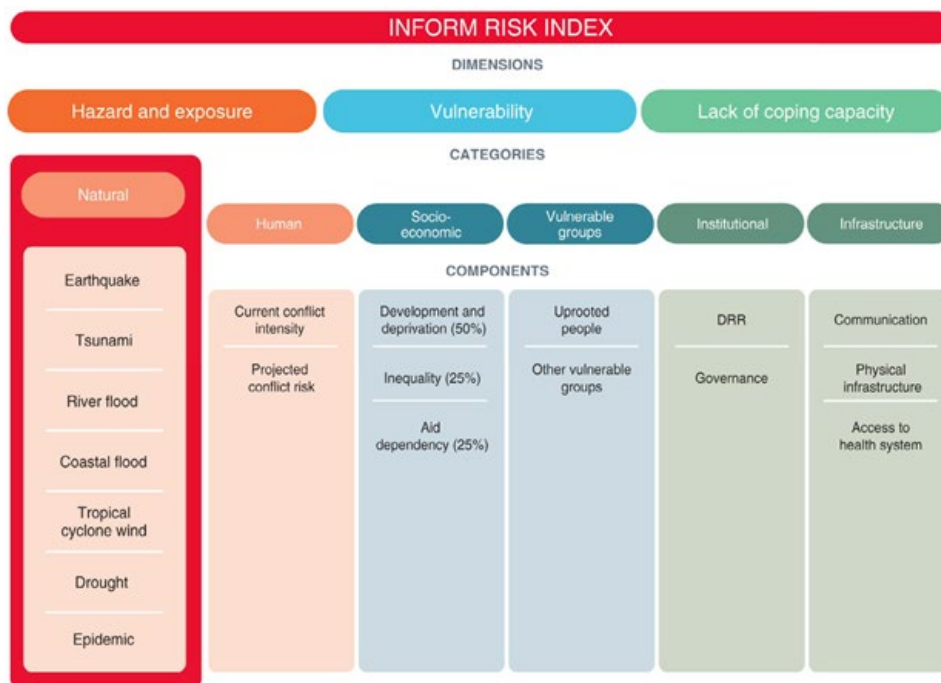 INFORM RISK INDEX
DIMENSIONS
Hazard and exposure
Vulnerability
Lack of coping capacity
CATEGORIES
Natural
Human
Socio-
economic
Vulnerable
groups
Institutional
Infrastructure
COMPONENTS
Earthquake
Tsunami
River flood
Coastal flood
Tropical
cyclone wind
Drought
Epidemic
Current conflict
intensity
Projected
conflict risk
Development and
deprivation (50%)
Inequality (25%)
Aid
dependency (25%)
Uprooted
people
Other vulnerable
groups
DRR
Governance
Communication
Physical
infrastructure
Access to
health system